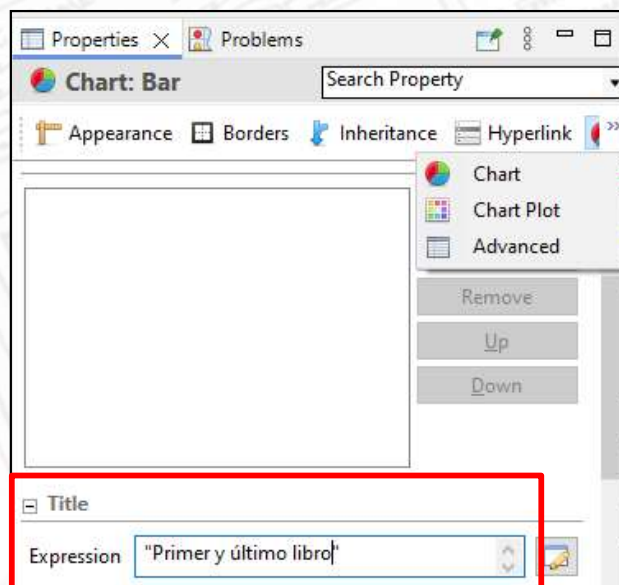 Properties Problems
Chart: Bar Search Property
Appearance Borders Inheritance Hyperlink
Chart
Chart Plot
Advanced
Remove
Up
Down
Title
Expression "Primer y último libro"